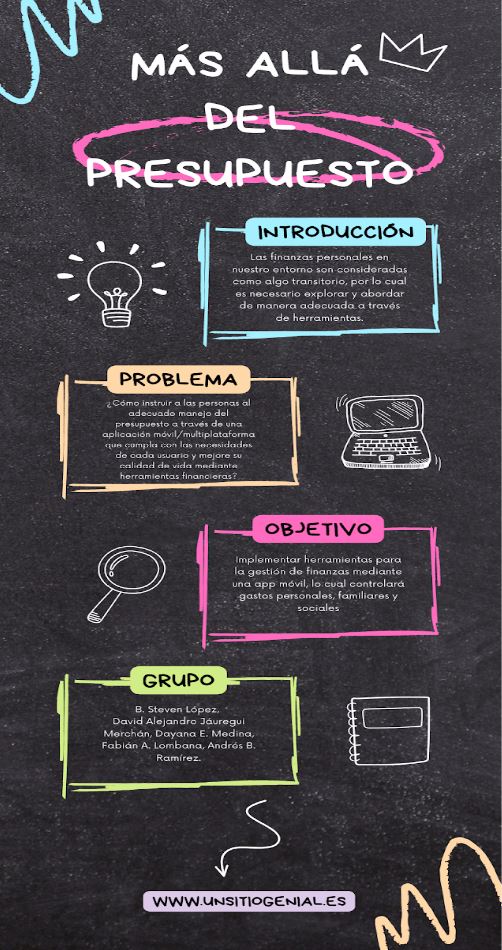 MÁS ALLÁ
DEL
PRESUPUESTO
INTRODUCCIÓN
Las finanzas personales en
nuestro entorno son consideradas
como algo transitorio, por lo cual
es necesario explorar y abordar
de manera adecuada a través
de herramientas.
PROBLEMA
¿Cómo instruir a las personas al
adecuado manejo del
presupuesto a través de una
aplicación móvil/multiplataforma
que cumpla con las necesidades
de cada usuario y mejore su
calidad de vida mediante
herramientas financieras?
OBJETIVO
Implementar herramientas para
la gestión de finanzas mediante
una app móvil, lo cual controlará
gastos personales, familiares y
sociales
GRUPO
B. Steven López,
David Alejandro Jáuregui
Merchán, Dayana E. Medina,
Fabián A. Lombana, Andrés B.
Ramírez.
WWW.UNSITIOGENIAL.ES